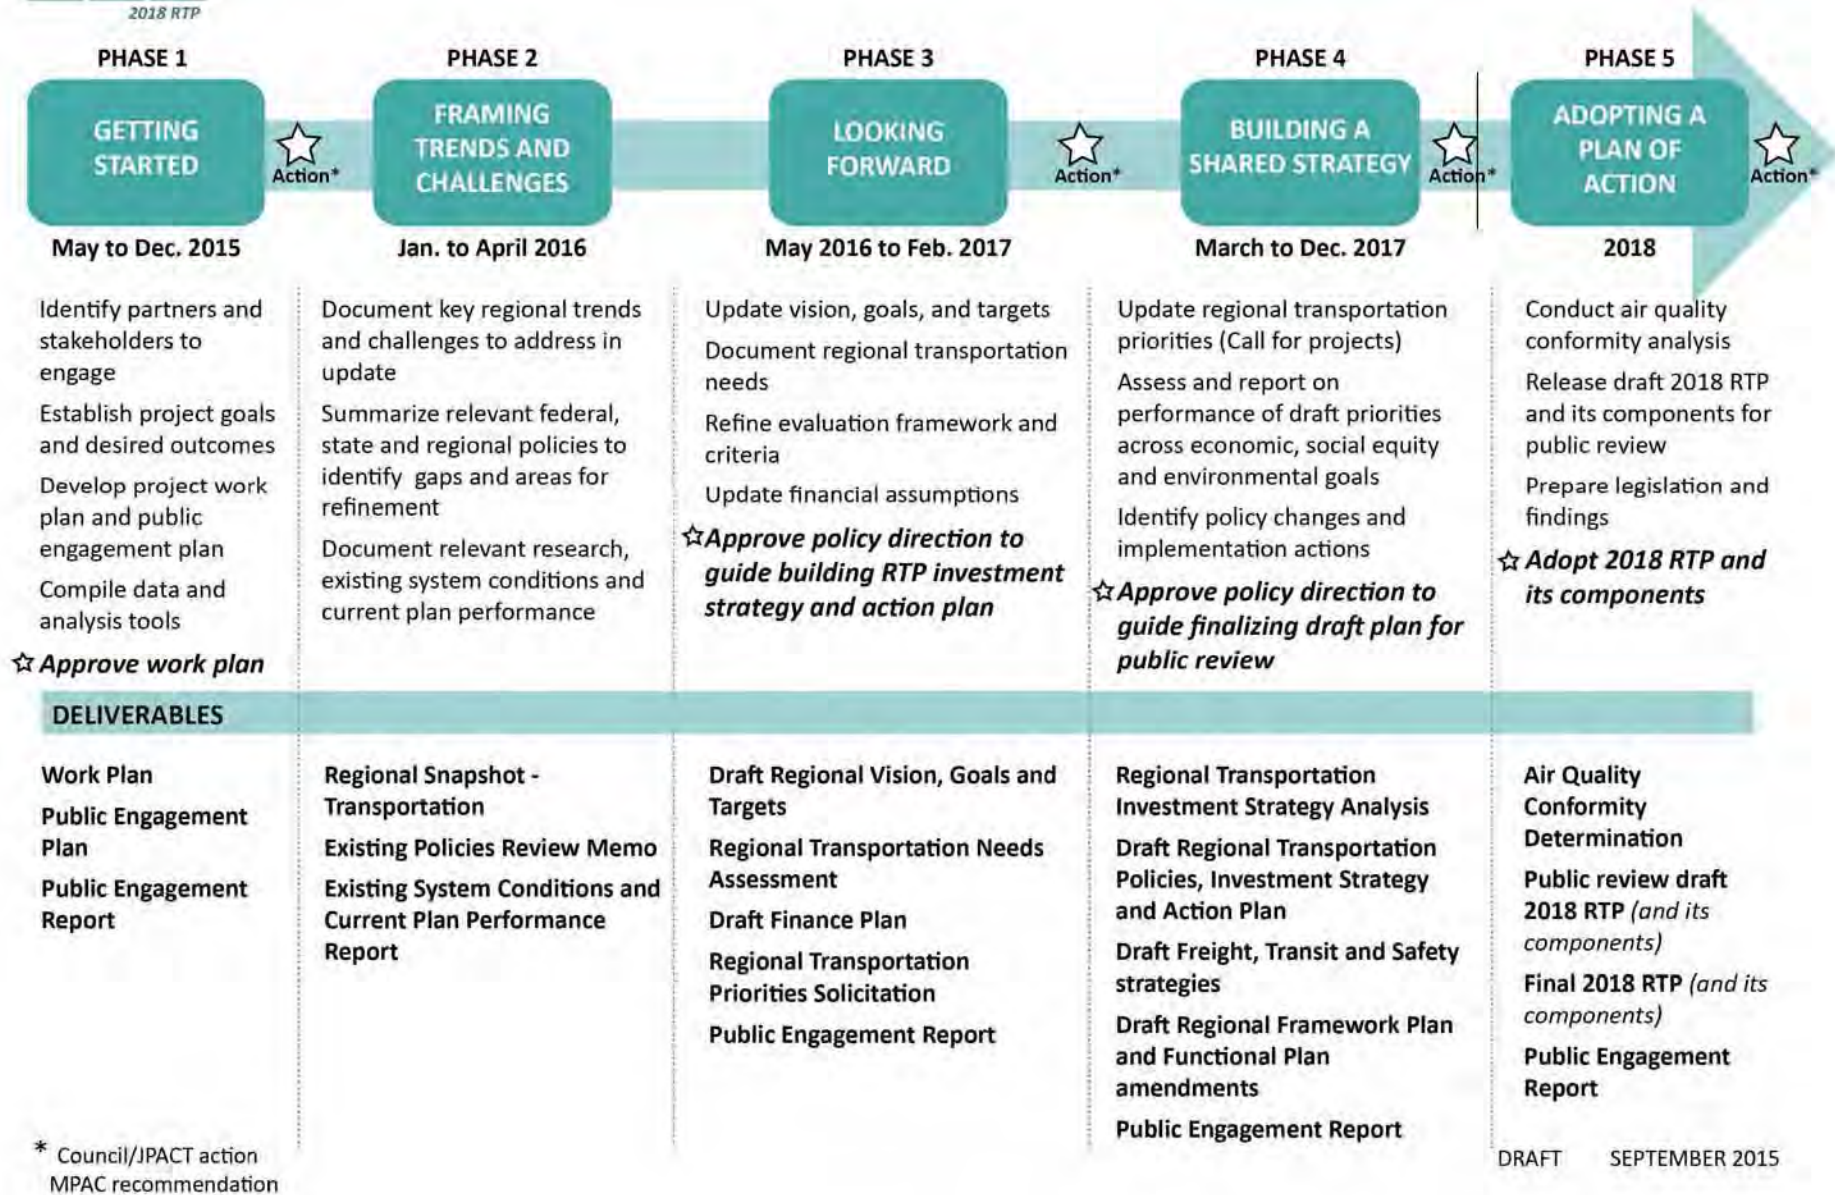 2018 RTP
PHASE 1
GETTING
STARTED
May to Dec. 2015
Action*
PHASE 2
FRAMING
TRENDS AND
CHALLENGES
Jan. to April 2016
PHASE 3
LOOKING
FORWARD
May 2016 to Feb. 2017
Action*
PHASE 4
BUILDING A
SHARED STRATEGY
March to Dec. 2017
Action*
PHASE 5
ADOPTING A
PLAN OF
ACTION
2018
Action*
Identify partners and
stakeholders to
engage
Establish project goals
and desired outcomes
Develop project work
plan and public
engagement plan
Compile data and
analysis tools
Approve work plan
Document key regional trends
and challenges to address in
update
Summarize relevant federal,
state and regional policies to
identify gaps and areas for
refinement
Document relevant research,
existing system conditions and
current plan performance
Update vision, goals, and targets
Document regional transportation
needs
Refine evaluation framework and
criteria
Update financial assumptions
Approve policy direction to
guide building RTP investment
strategy and action plan
Update regional transportation
priorities (Call for projects)
Assess and report on
performance of draft priorities
across economic, social equity
and environmental goals
Identify policy changes and
implementation actions
Approve policy direction to
guide finalizing draft plan for
public review
Conduct air quality
conformity analysis
Release draft 2018 RTP
and its components for
public review
Prepare legislation and
findings
Adopt 2018 RTP and
its components
DELIVERABLES
Work Plan
Public Engagement
Plan
Public Engagement
Report
Regional Snapshot -
Transportation
Existing Policies Review Memo
Existing System Conditions and
Current Plan Performance
Report
Draft Regional Vision, Goals and
Targets
Regional Transportation Needs
Assessment
Draft Finance Plan
Regional Transportation
Priorities Solicitation
Public Engagement Report
Regional Transportation
Investment Strategy Analysis
Draft Regional Transportation
Policies, Investment Strategy
and Action Plan
Draft Freight, Transit and Safety
strategies
Draft Regional Framework Plan
and Functional Plan
amendments
Public Engagement Report
Air Quality
Conformity
Determination
Public review draft
2018 RTP (and its
components)
Final 2018 RTP (and its
components)
Public Engagement
Report
* Council/JPACT action
MPAC recommendation
DRAFT SEPTEMBER 2015